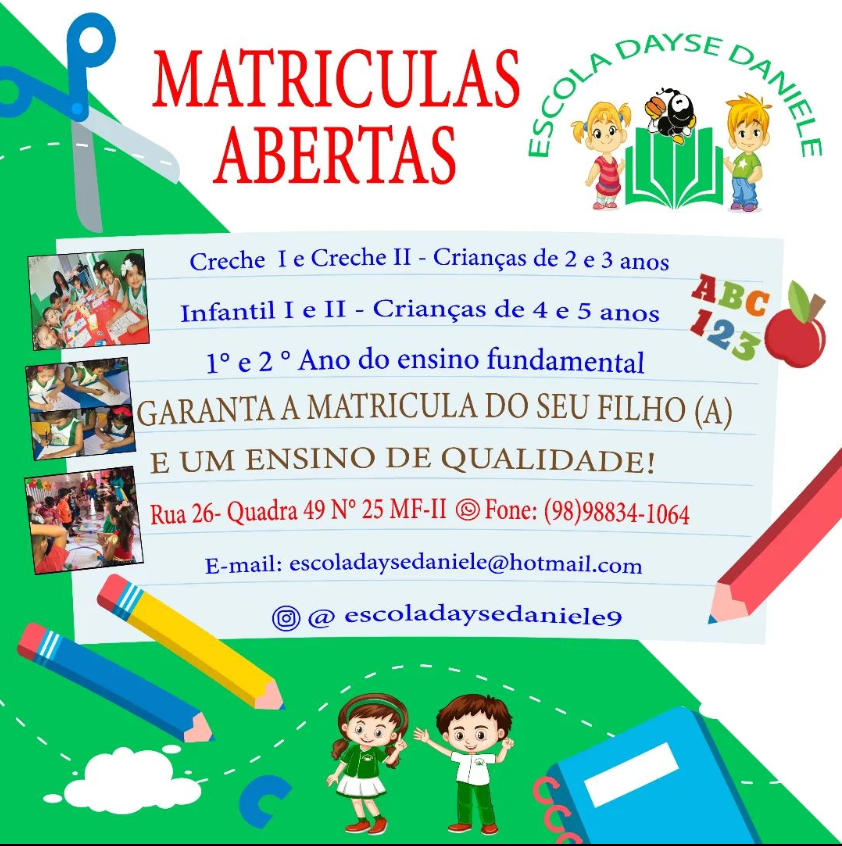 MATRICULAS
ABERTAS
ESCOLA DAYSE DANIELE
Creche I e Creche II - Crianças de 2 e 3 anos
Infantil I e II - Crianças de 4 e 5 anos
ABC
123
1° e 2 ° Ano do ensino fundamental
GARANTA A MATRICULA DO SEU FILHO (A)
E UM ENSINO DE QUALIDADE!
Rua 26- Quadra 49 Nº 25 MF-II Fone: (98)98834-1064
E-mail: escoladaysedaniele@hotmail.com
@ escoladaysedaniele9